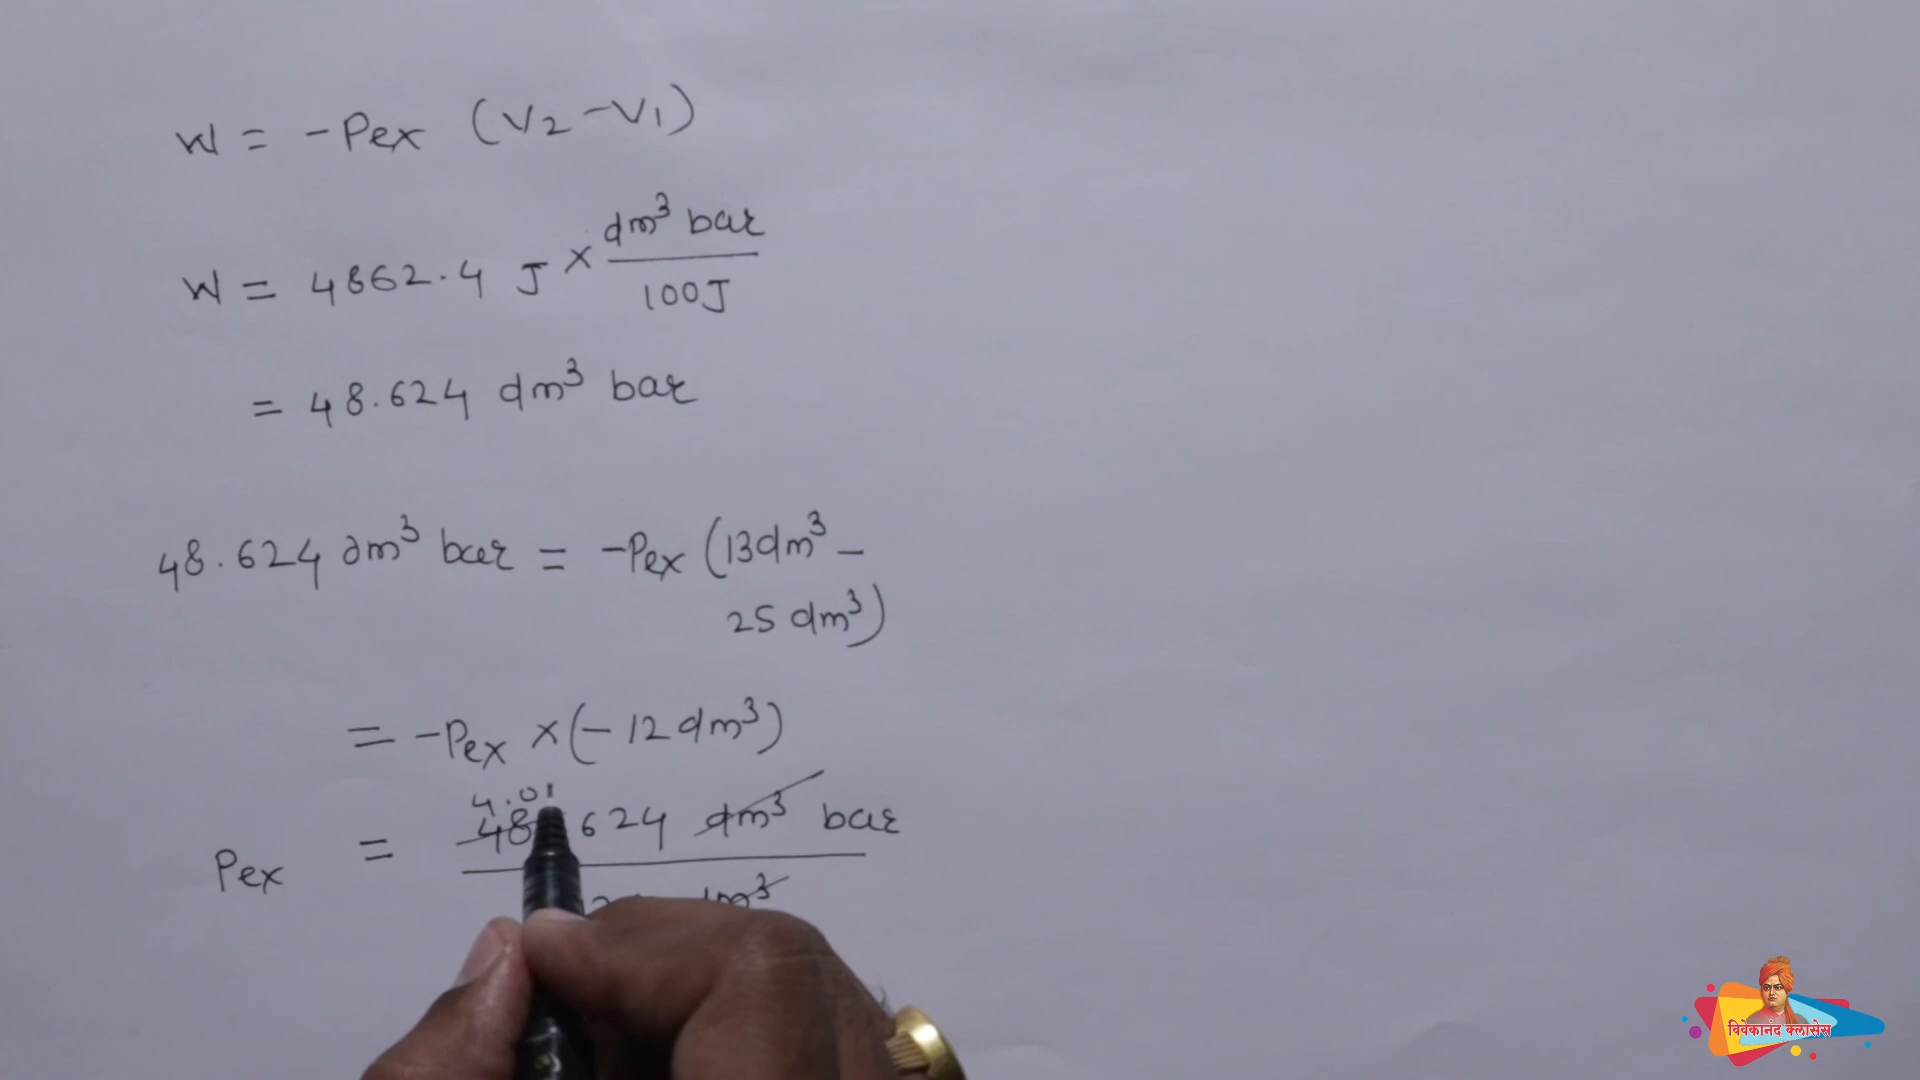 W = -Pex (V2 - V1)
W = 4862.4 J × dm³ bar / 100J
= 48.624 dm³ bar
48.624 dm³ bar = -Pex (13dm³ -
25 dm³)
= -Pex × (- 12 dm³)
4.01
Pex = 48 624 dm³ bar
dm³
विवेकानंद क्लासेस